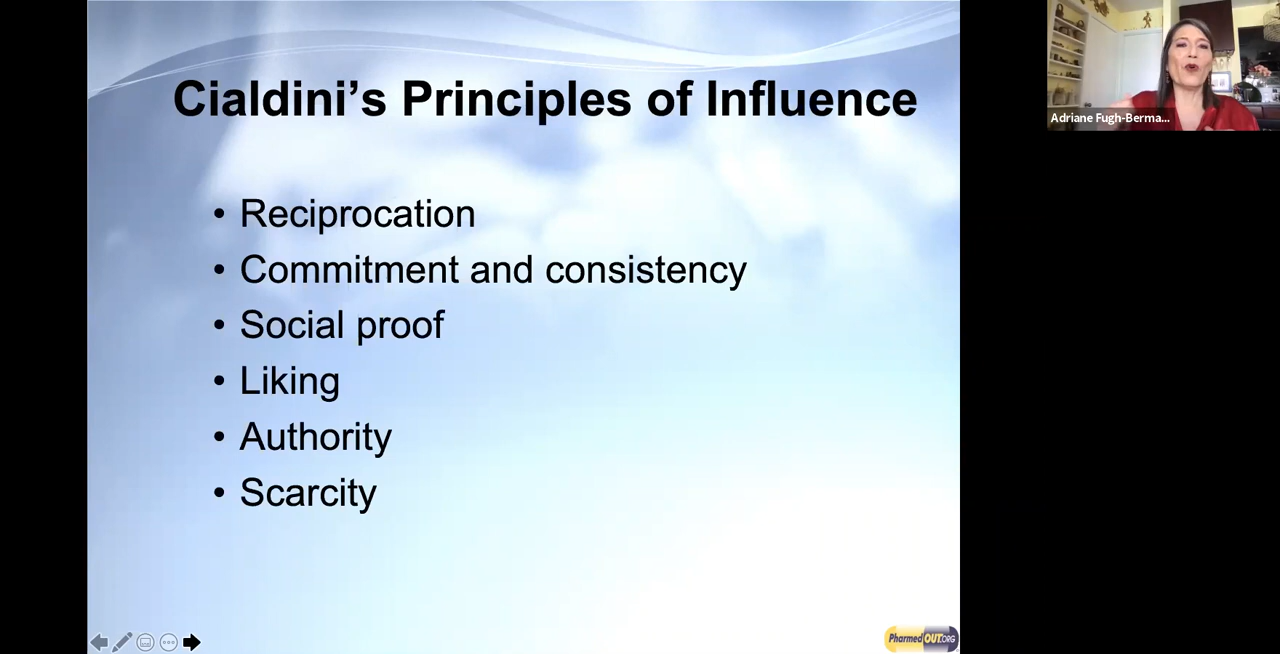 Cialdini’s Principles of Influence
• Reciprocation
• Commitment and consistency
• Social proof
• Liking
• Authority
• Scarcity
Adriane Fugh-Berma...
PharmedOUT.ORG